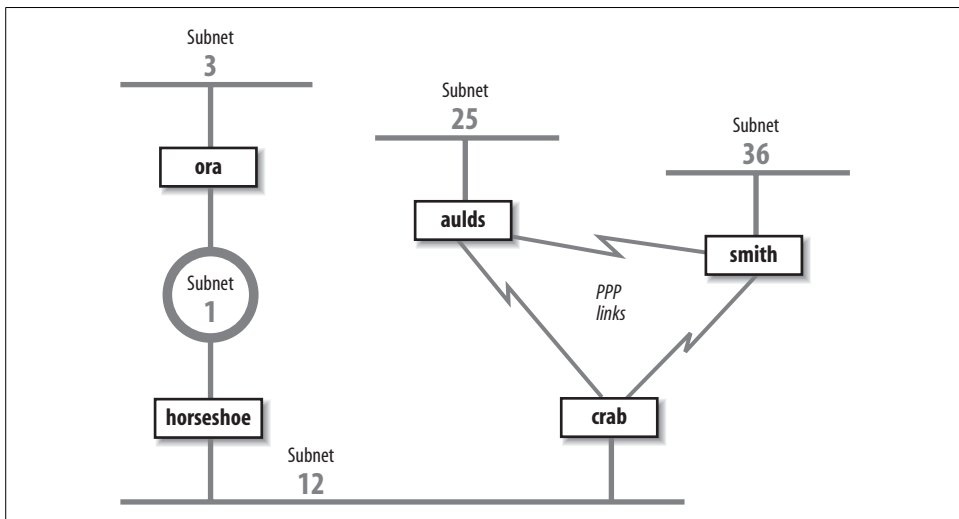 Subnet
3
ora
Subnet
1
horseshoe
Subnet
12
Subnet
25
aulds
Subnet
36
smith
PPP
links
crab